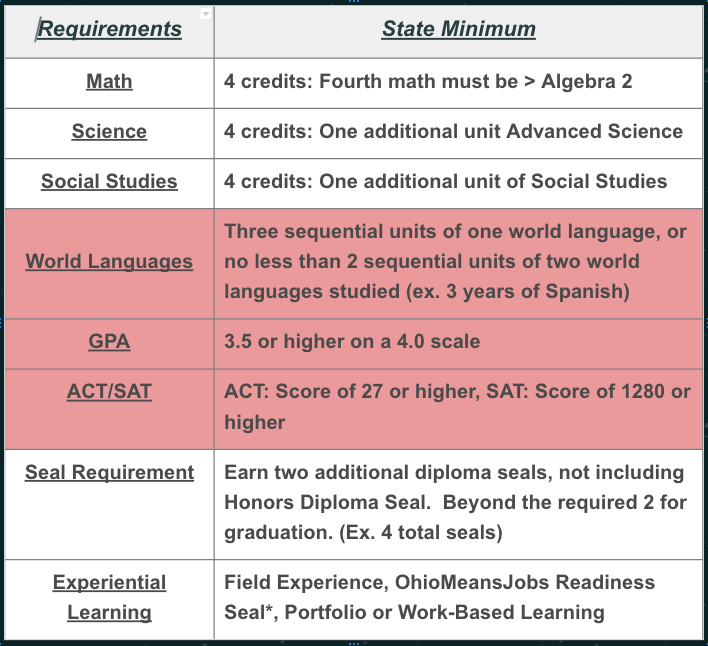 Requirements
State Minimum
Math
4 credits: Fourth math must be > Algebra 2
Science
4 credits: One additional unit Advanced Science
Social Studies
4 credits: One additional unit of Social Studies
World Languages
Three sequential units of one world language, or
no less than 2 sequential units of two world
languages studied (ex. 3 years of Spanish)
GPA
3.5 or higher on a 4.0 scale
ACT/SAT
ACT: Score of 27 or higher, SAT: Score of 1280 or
higher
Seal Requirement
Earn two additional diploma seals, not including
Honors Diploma Seal.  Beyond the required 2 for
graduation. (Ex. 4 total seals)
Experiential
Learning
Field Experience, OhioMeansJobs Readiness
Seal*, Portfolio or Work-Based Learning